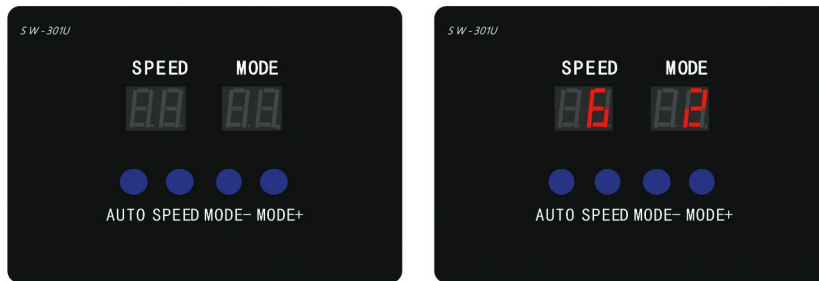 SW-301U
SPEED MODE
AUTO SPEED MODE- MODE+
SW-301U
SPEED MODE
6 2
AUTO SPEED MODE- MODE+